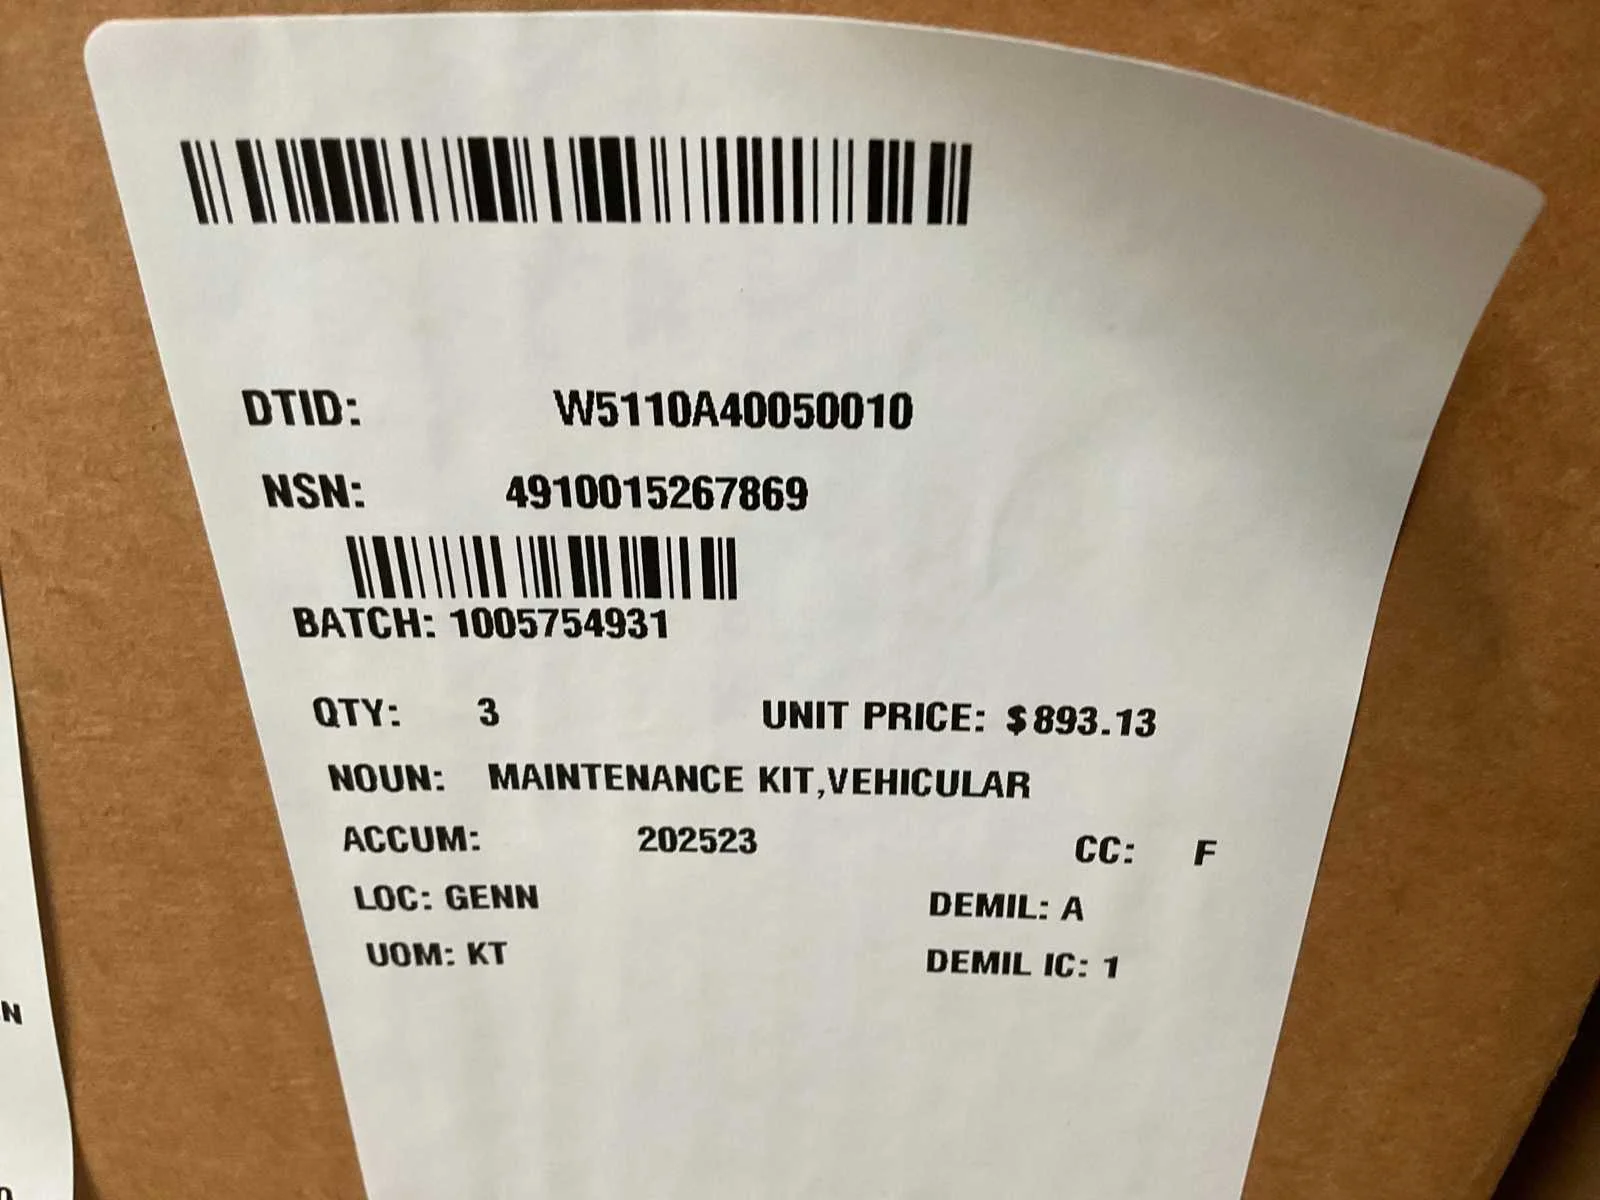 DTID: W5110A40050010
NSN: 4910015267869
BATCH: 1005754931
QTY: 3 UNIT PRICE: $893.13
NOUN: MAINTENANCE KIT,VEHICULAR
ACCUM: 202523 CC: F
LOC: GENN DEMIL: A
UOM: KT DEMIL IC: 1
N